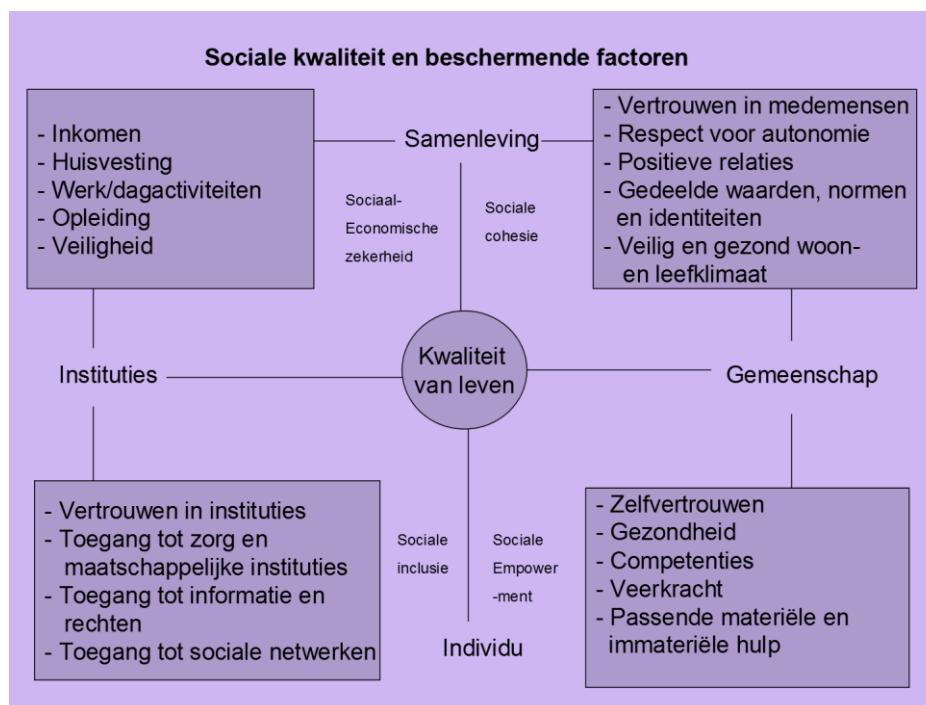 Sociale kwaliteit en beschermende factoren
- Inkomen
- Huisvesting
- Werk/dagactiviteiten
- Opleiding
- Veiligheid
Samenleving
- Vertrouwen in medemensen
- Respect voor autonomie
- Positieve relaties
- Gedeelde waarden, normen
en identiteiten
- Veilig en gezond woon-
en leefklimaat
Sociaal-
Economische
zekerheid
Sociale
cohesie
Instituties
Kwaliteit
van leven
Gemeenschap
- Vertrouwen in instituties
- Toegang tot zorg en
maatschappelijke instituties
- Toegang tot informatie en
rechten
- Toegang tot sociale netwerken
Sociale
inclusie
Sociale
Empower
-ment
Individu
- Zelfvertrouwen
- Gezondheid
- Competenties
- Veerkracht
- Passende materiële en
immateriële hulp